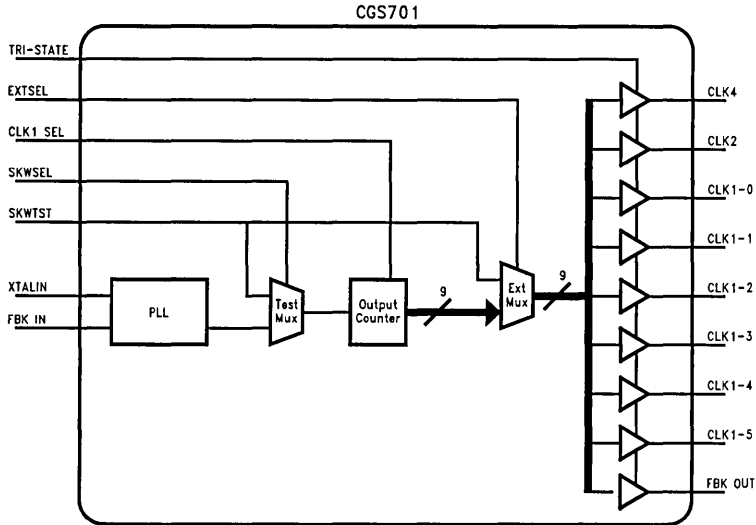 CGS701
TRI-STATE
EXTSEL
CLK1 SEL
SKWSEL
SKWTST
XTALIN
FBK IN
PLL
Test
Mux
Output
Counter
9
Ext
Mux
9
CLK4
CLK2
CLK1-0
CLK1-1
CLK1-2
CLK1-3
CLK1-4
CLK1-5
FBK OUT